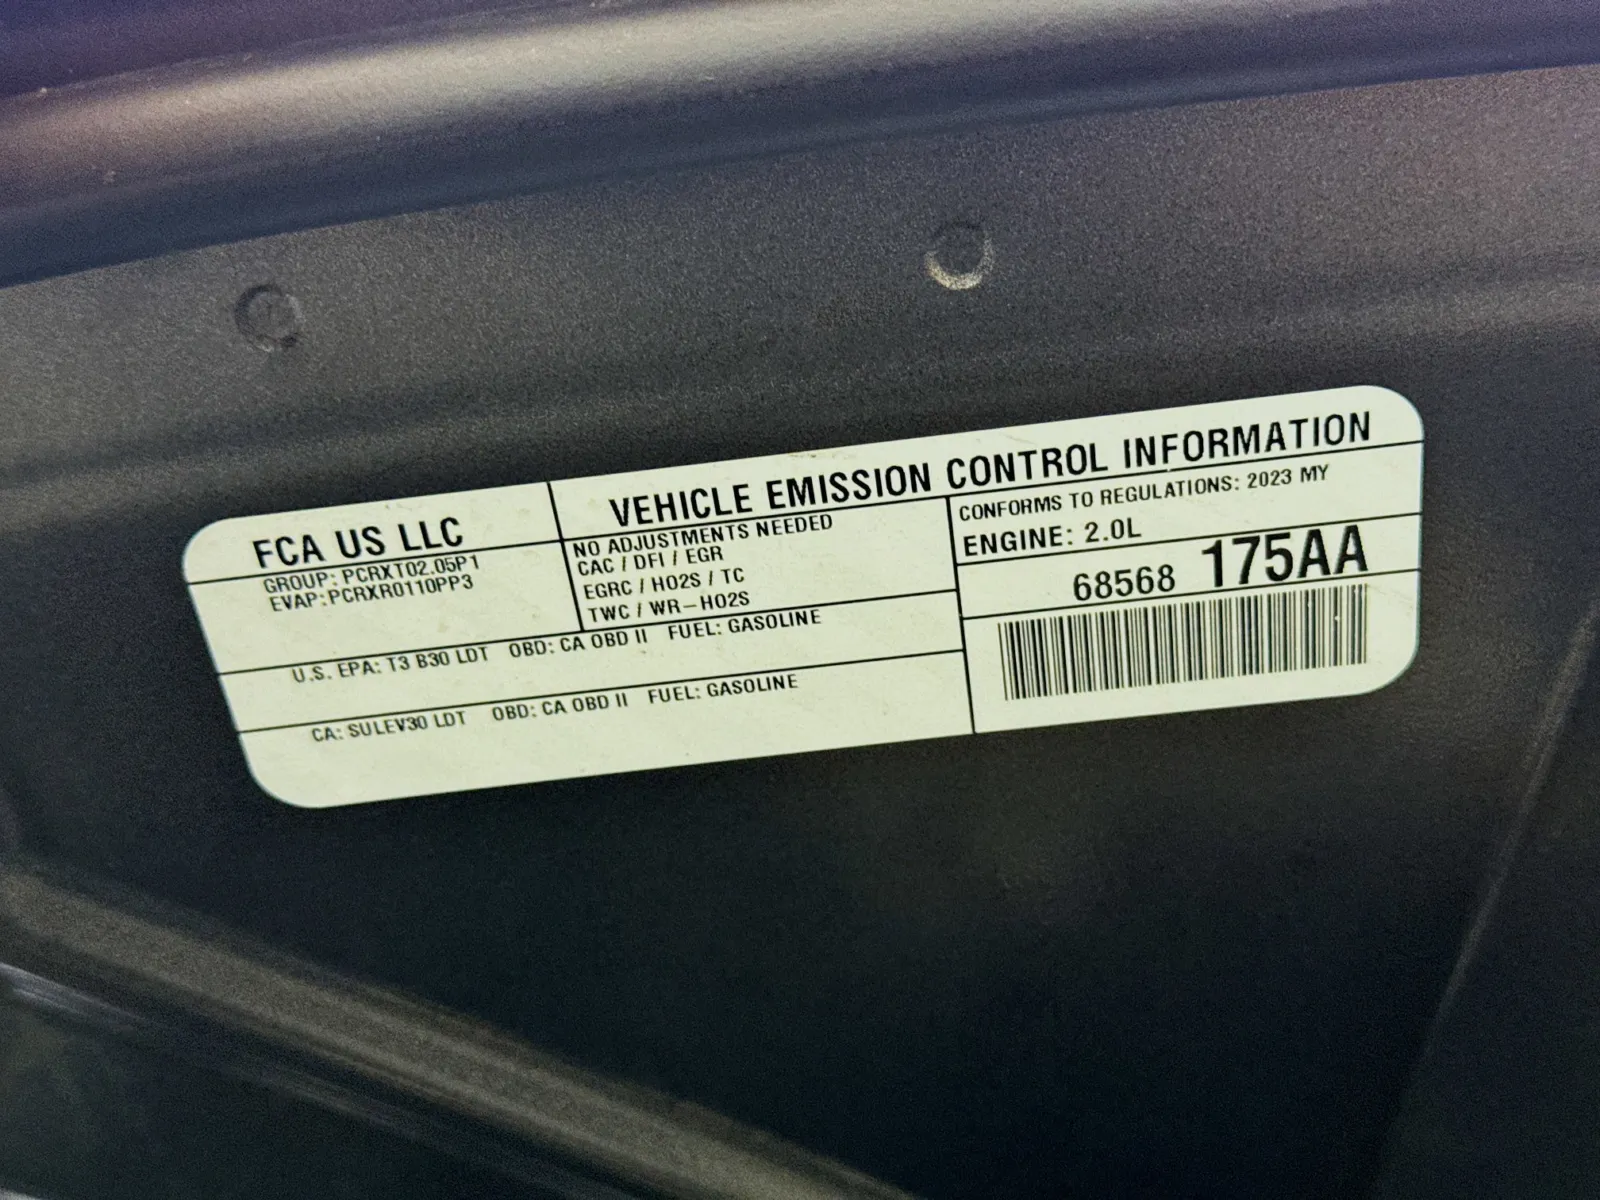 VEHICLE EMISSION CONTROL INFORMATION
FCA US LLC
GROUP: PCRXT02.05P1
EVAP:PCRXR0110PP3
NO ADJUSTMENTS NEEDED
CAC / DFI / EGR
EGRC / HO2S / TC
TWC / WR-HO2S
CONFORMS TO REGULATIONS: 2023 MY
ENGINE: 2.0L
68568 175AA
U.S. EPA: T3 B30 LDT OBD: CA OBD II FUEL: GASOLINE
CA: SULEV30 LDT OBD: CA OBD II FUEL: GASOLINE